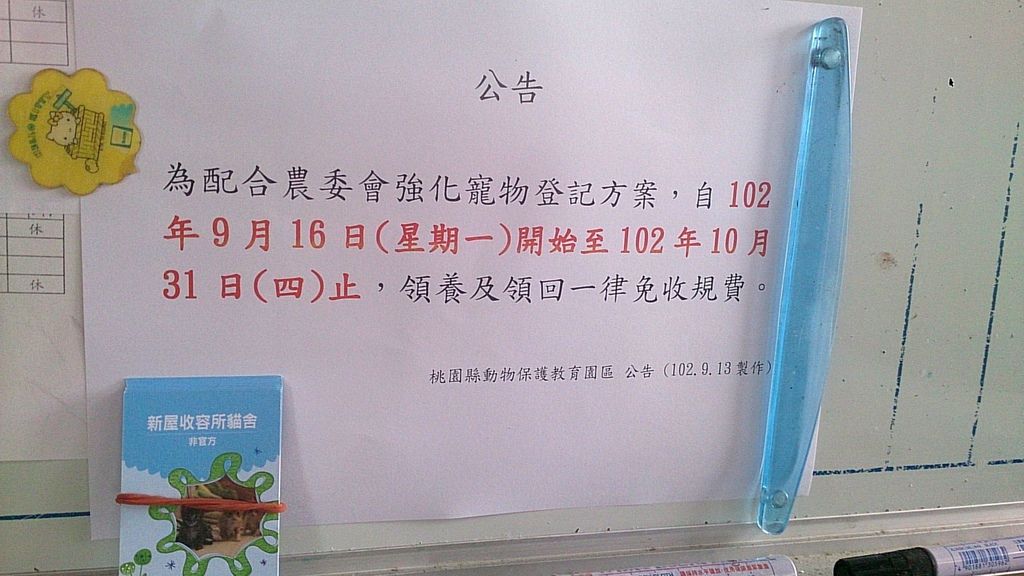 休
公告
為配合農委會強化寵物登記方案，自 102
年 9 月 16 日(星期一)開始至 102 年 10 月
31 日(四)止，領養及領回一律免收規費。
桃園縣動物保護教育園區 公告 (102.9.13 製作)
休
休
新屋收容所貓舍
非官方